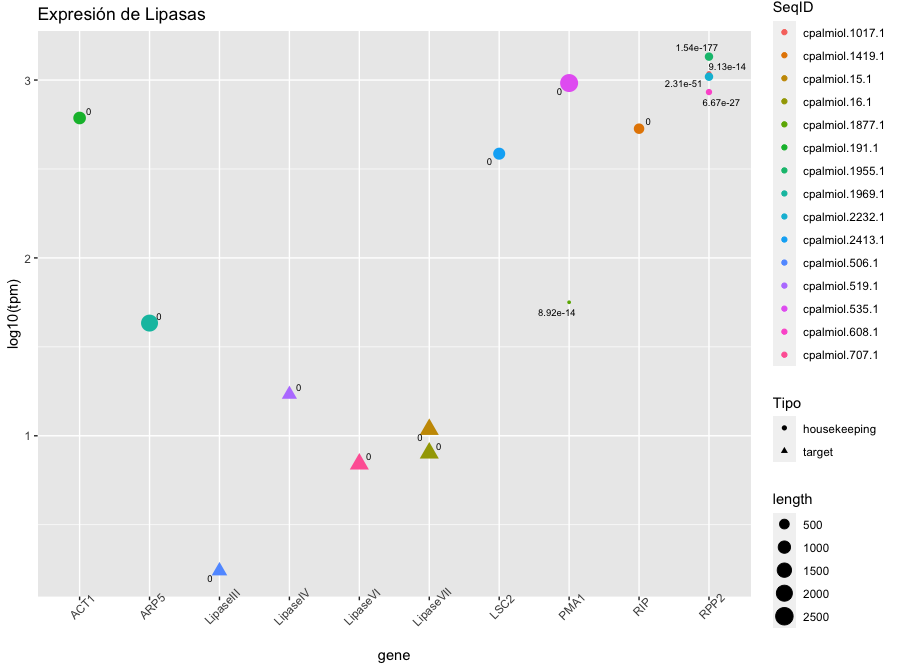 Expresión de Lipasas
SeqID
cpalmiol.1017.1
cpalmiol.1419.1
cpalmiol.15.1
cpalmiol.16.1
cpalmiol.1877.1
cpalmiol.191.1
cpalmiol.1955.1
cpalmiol.1969.1
cpalmiol.2232.1
cpalmiol.2413.1
cpalmiol.506.1
cpalmiol.519.1
cpalmiol.535.1
cpalmiol.608.1
cpalmiol.707.1
Tipo
housekeeping
target
length
500
1000
1500
2000
2500
log10(tpm)
3
2
1
1.54e-177
9.13e-14
2.31e-51
6.67e-27
0
0
0
0
0
8.92e-14
0
0
0
0
0
0
ACT1
ARP5
LipaseIII
LipaseIV
LipaseVI
LipaseVII
LSC2
PMA1
RIP
RPP2
gene